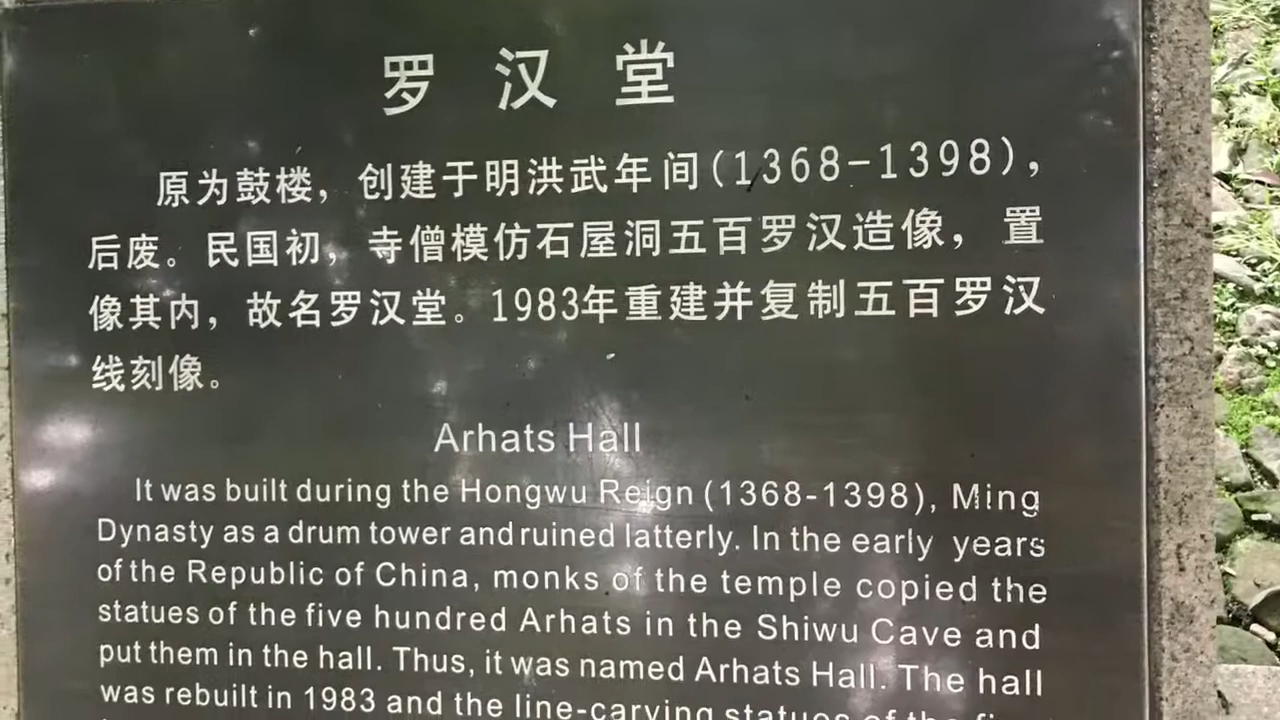 罗汉堂
原为鼓楼，创建于明洪武年间(1368-1398)，
后废。民国初，寺僧模仿石屋洞五百罗汉造像，置
像其内，故名罗汉堂。1983年重建并复制五百罗汉
线刻像。
Arhats Hall
It was built during the Hongwu Reign (1368-1398), Ming
Dynasty as a drum tower and ruined latterly. In the early years
of the Republic of China, monks of the temple copied the
statues of the five hundred Arhats in the Shiwu Cave and
put them in the hall. Thus, it was named Arhats Hall. The hall
was rebuilt in 1983 and the line-carving statues of the